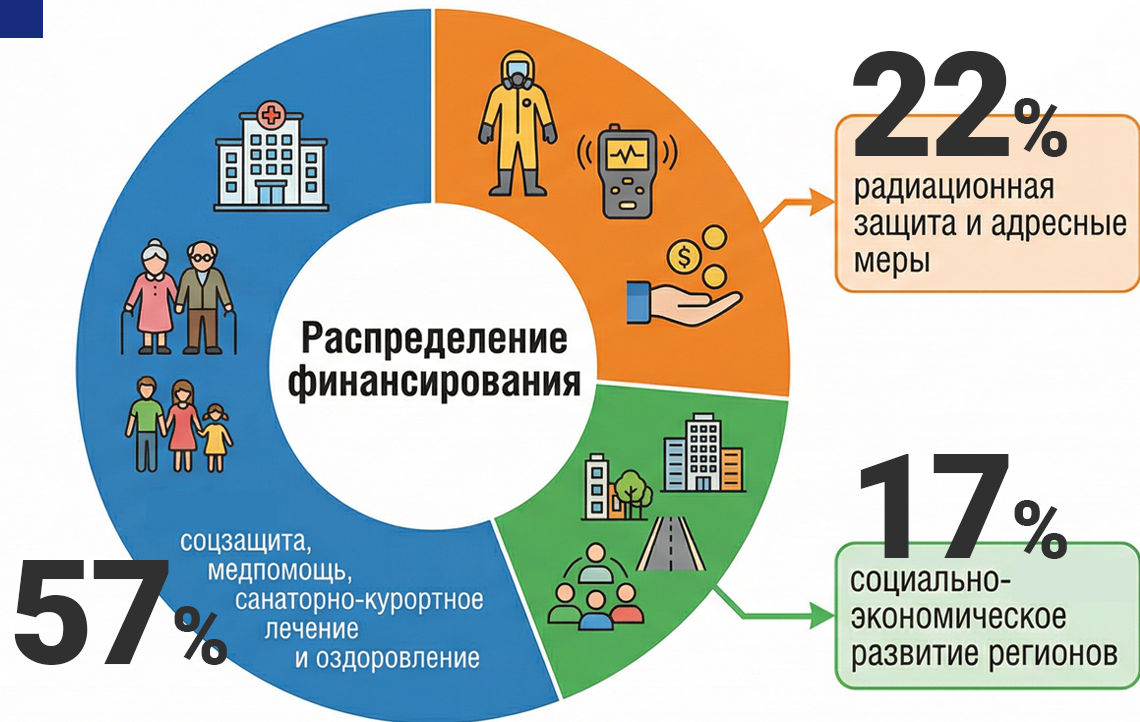 Распределение
финансирования
22%
радиационная
защита и адресные
меры
$
17%
социально-
экономическое
развитие регионов
57%
соцзащита,
медпомощь,
санаторно-курортное
лечение
и оздоровление